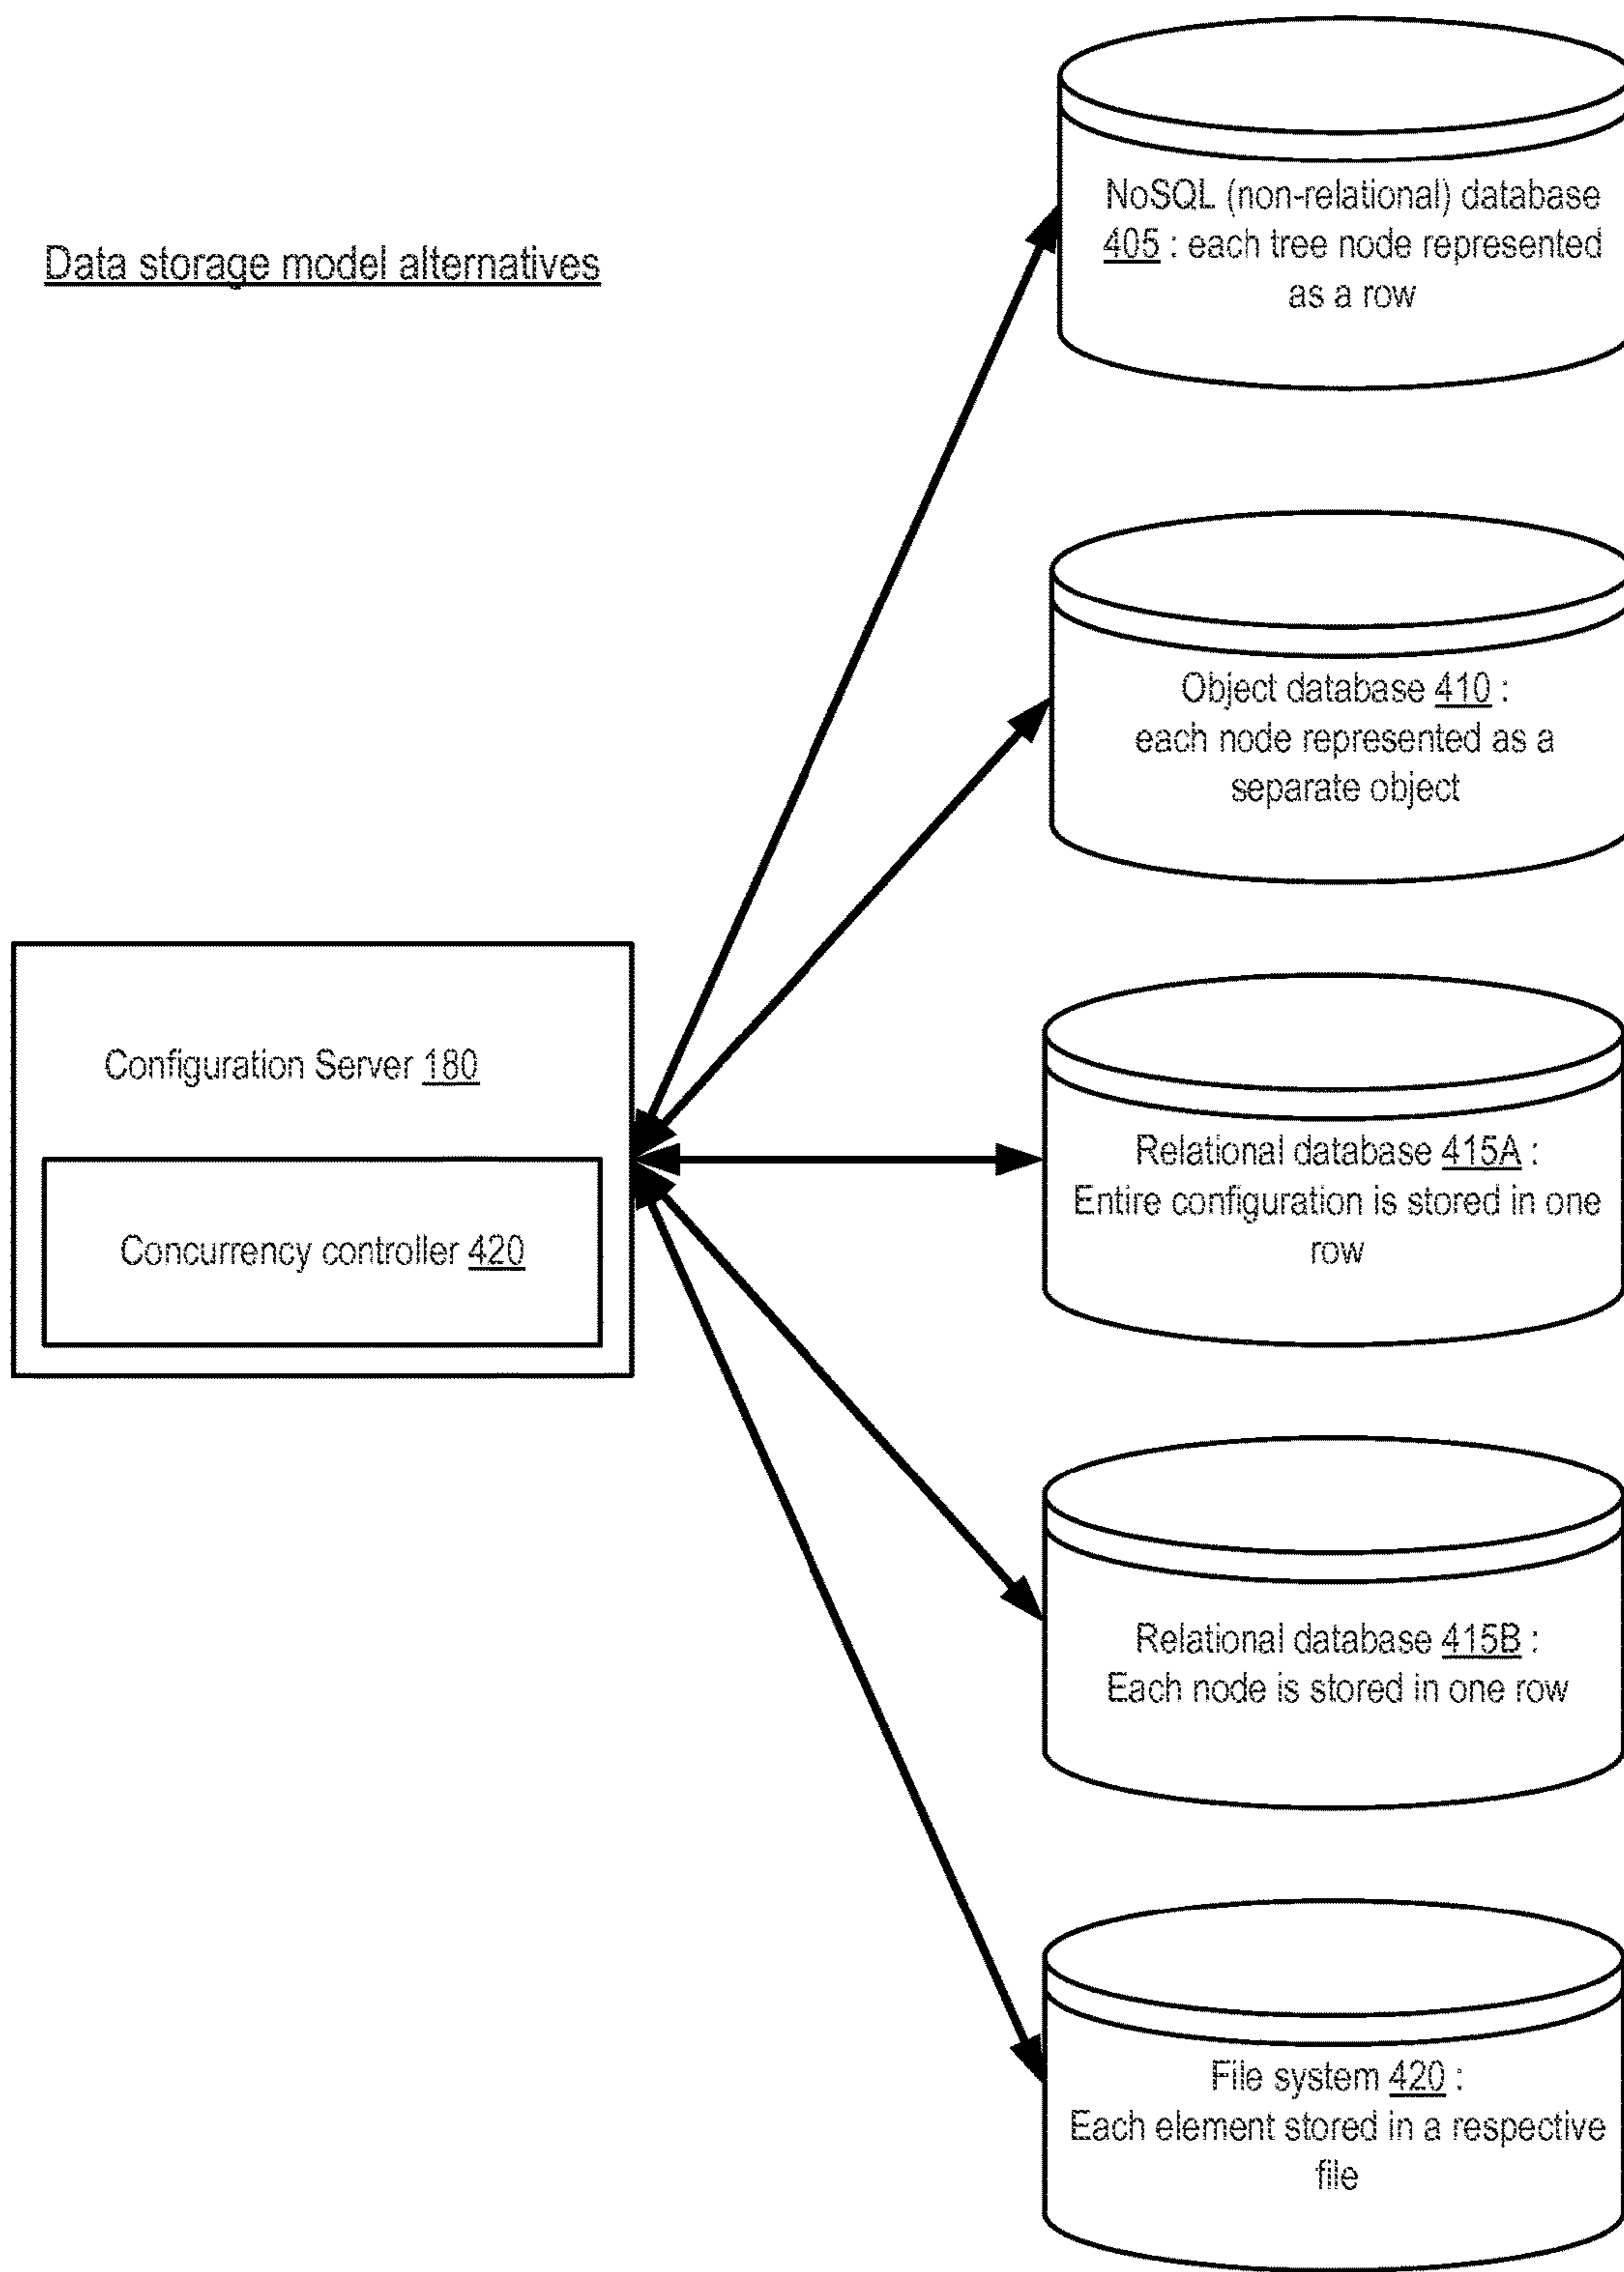 Data storage model alternatives
NoSQL (non-relational) database
405 : each tree node represented
as a row
Object database 410 :
each node represented as a
separate object
Configuration Server 180
Concurrency controller 420
Relational database 415A :
Entire configuration is stored in one
row
Relational database 415B :
Each node is stored in one row
File system 420 :
Each element stored in a respective
file